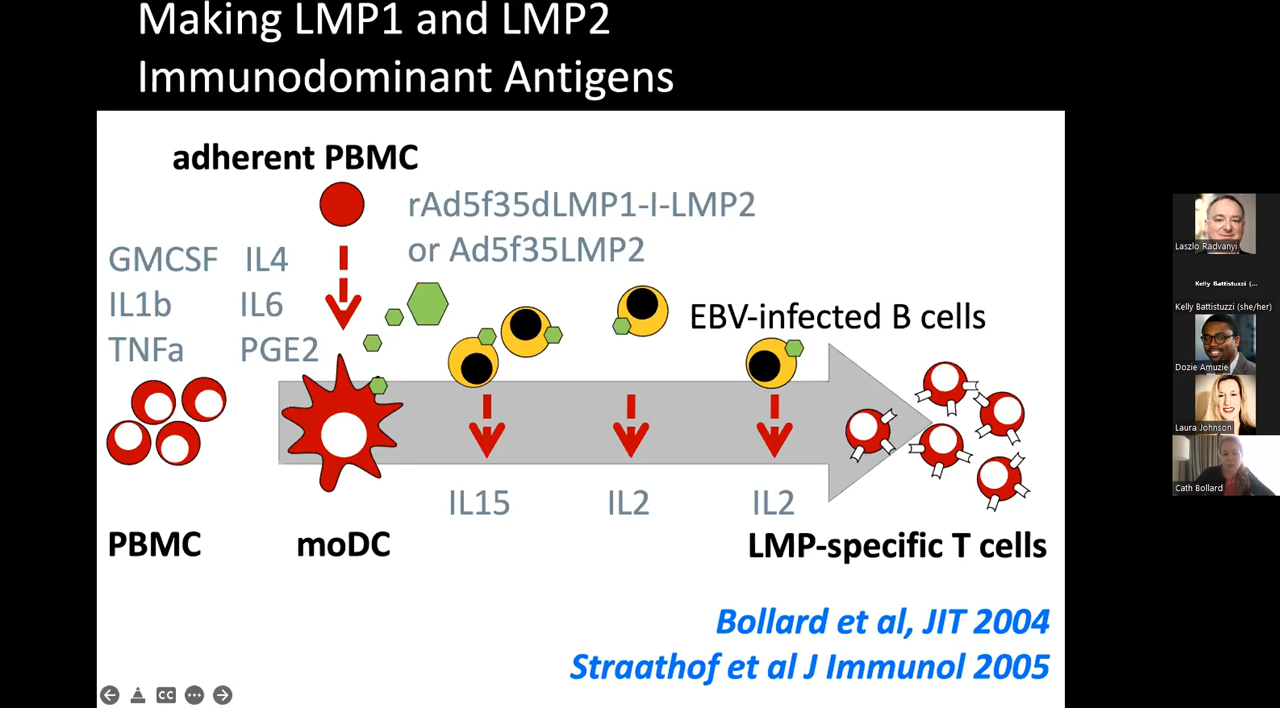 Making LMP1 and LMP2
Immunodominant Antigens
adherent PBMC
rAd5f35dLMP1-I-LMP2
or Ad5f35LMP2
GMCSF IL4
IL1b IL6
TNFa PGE2
EBV-infected B cells
IL15 IL2 IL2
PBMC moDC LMP-specific T cells
Bollard et al, JIT 2004
Straathof et al J Immunol 2005
CC
Laszlo Radvanyi
Kelly Battistuzzi (...
Kelly Battistuzzi (she/her)
Dozie Amuzie
Laura Johnson
Cath Bollard